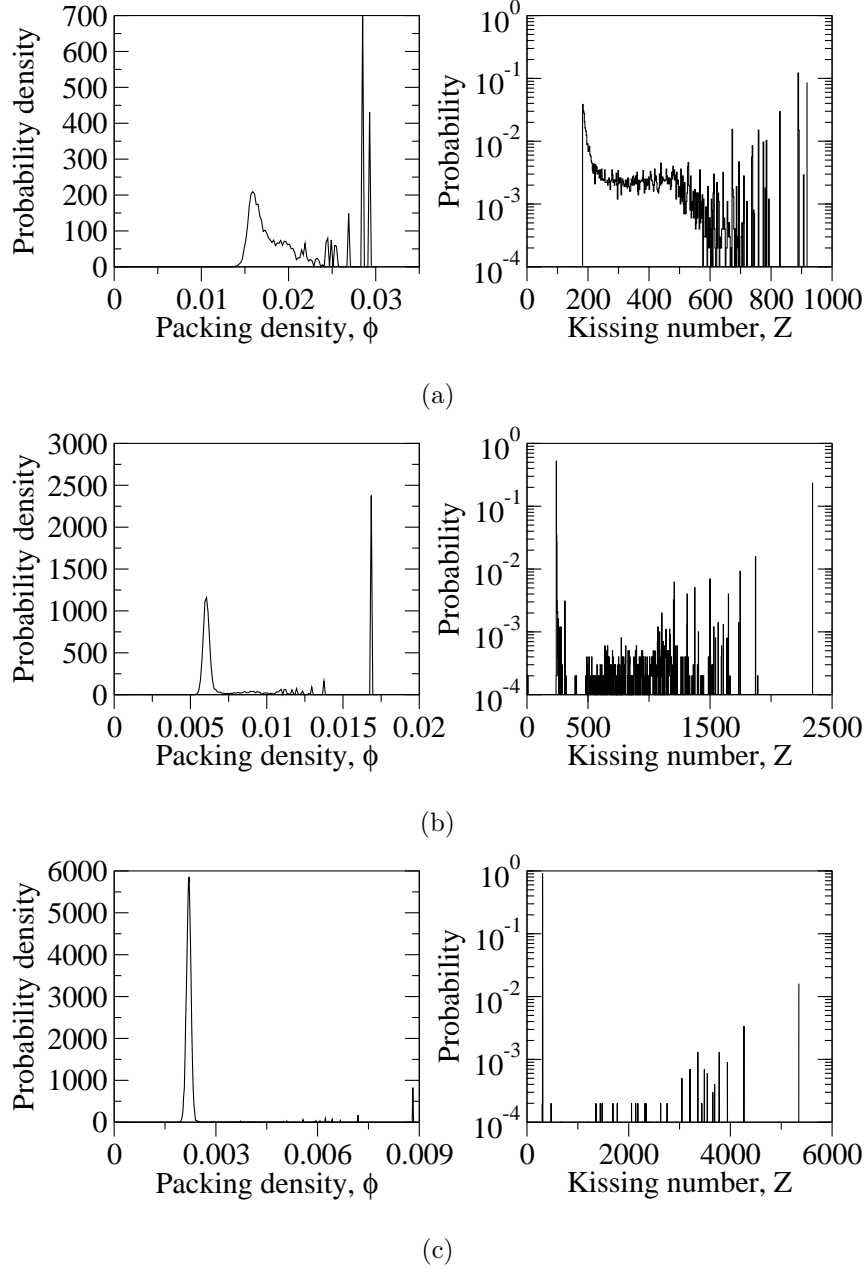 700
600
500
400
300
200
100
0
Probability density
0 0.01 0.02 0.03
Packing density, ϕ
10^0
10^-1
10^-2
10^-3
10^-4
Probability
0 200 400 600 800 1000
Kissing number, Z
(a)
3000
2500
2000
1500
1000
500
0
Probability density
0 0.005 0.01 0.015 0.02
Packing density, ϕ
10^0
10^-1
10^-2
10^-3
10^-4
Probability
0 500 1000 1500 2000 2500
Kissing number, Z
(b)
6000
5000
4000
3000
2000
1000
0
Probability density
0 0.003 0.006 0.009
Packing density, ϕ
10^0
10^-1
10^-2
10^-3
10^-4
Probability
0 2000 4000 6000
Kissing number, Z
(c)